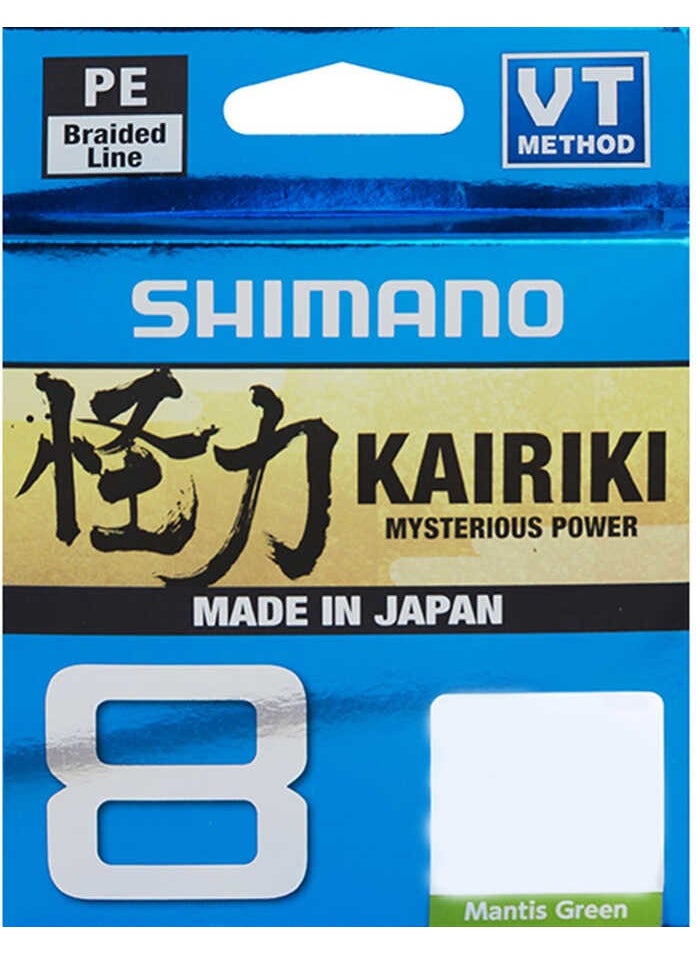 PE
Braided
Line
VT
METHOD
SHIMANO
怪力
KAIRIKI
MYSTERIOUS POWER
MADE IN JAPAN
8
Mantis Green